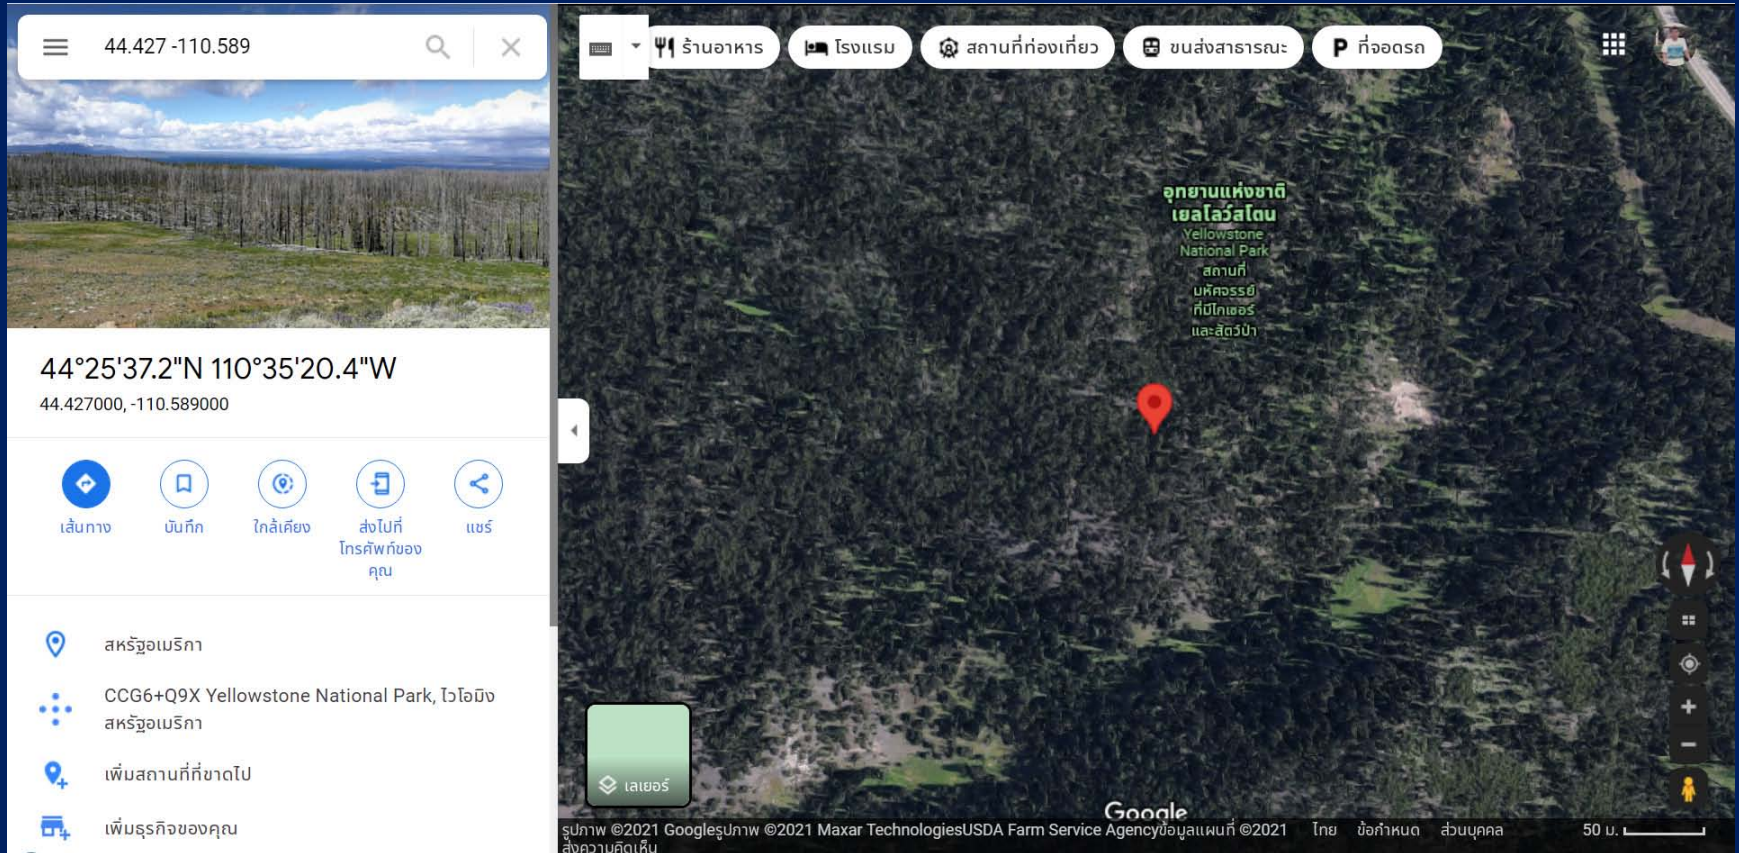 44.427 -110.589
ร้านอาหาร
โรงแรม
สถานที่ท่องเที่ยว
ขนส่งสาธารณะ
P ที่จอดรถ
44°25'37.2"N 110°35'20.4"W
44.427000, -110.589000
เส้นทาง
บันทึก
ใกล้เคียง
ส่งไปที่
โทรศัพท์ของ
คุณ
แชร์
สหรัฐอเมริกา
CCG6+Q9X Yellowstone National Park, ไวโอมิง
สหรัฐอเมริกา
เพิ่มสถานที่ที่ขาดไป
เพิ่มธุรกิจของคุณ
อุทยานแห่งชาติ
เยลโลว์สโตน
Yellowstone
National Park
สถานที่
มหัศจรรย์
ที่มีไกเซอร์
และสัตว์ป่า
เลเยอร์
Google
รูปภาพ ©2021 Googleรูปภาพ ©2021 Maxar TechnologiesUSDA Farm Service Agencyข้อมูลแผนที่ ©2021 ไทย ข้อกำหนด ส่วนบุคคล 50 ม.
ส่งความคิดเห็น